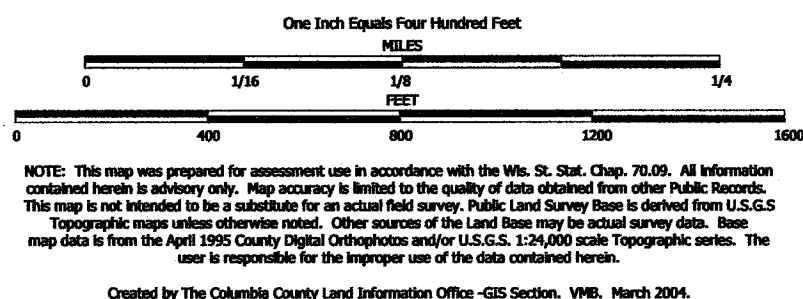 One Inch Equals Four Hundred Feet
MILES
0 1/16 1/8 1/4
FEET
0 400 800 1200 1600
NOTE: This map was prepared for assessment use in accordance with the Wis. St. Stat. Chap. 70.09. All information
contained herein is advisory only. Map accuracy is limited to the quality of data obtained from other Public Records.
This map is not intended to be a substitute for an actual field survey. Public Land Survey Base is derived from U.S.G.S
Topographic maps unless otherwise noted. Other sources of the Land Base may be actual survey data. Base
map data is from the April 1995 County Digital Orthophotos and/or U.S.G.S. 1:24,000 scale Topographic series. The
user is responsible for the improper use of the data contained herein.
Created by The Columbia County Land Information Office -GIS Section. VMB. March 2004.